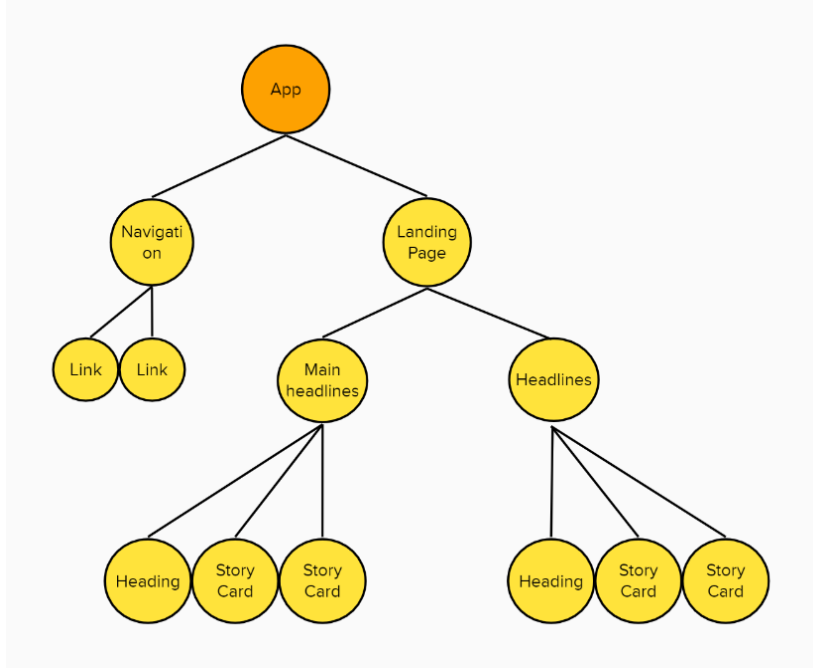 App
Navigati
on
Landing
Page
Link
Link
Main
headlines
Headlines
Heading
Story
Card
Story
Card
Heading
Story
Card
Story
Card